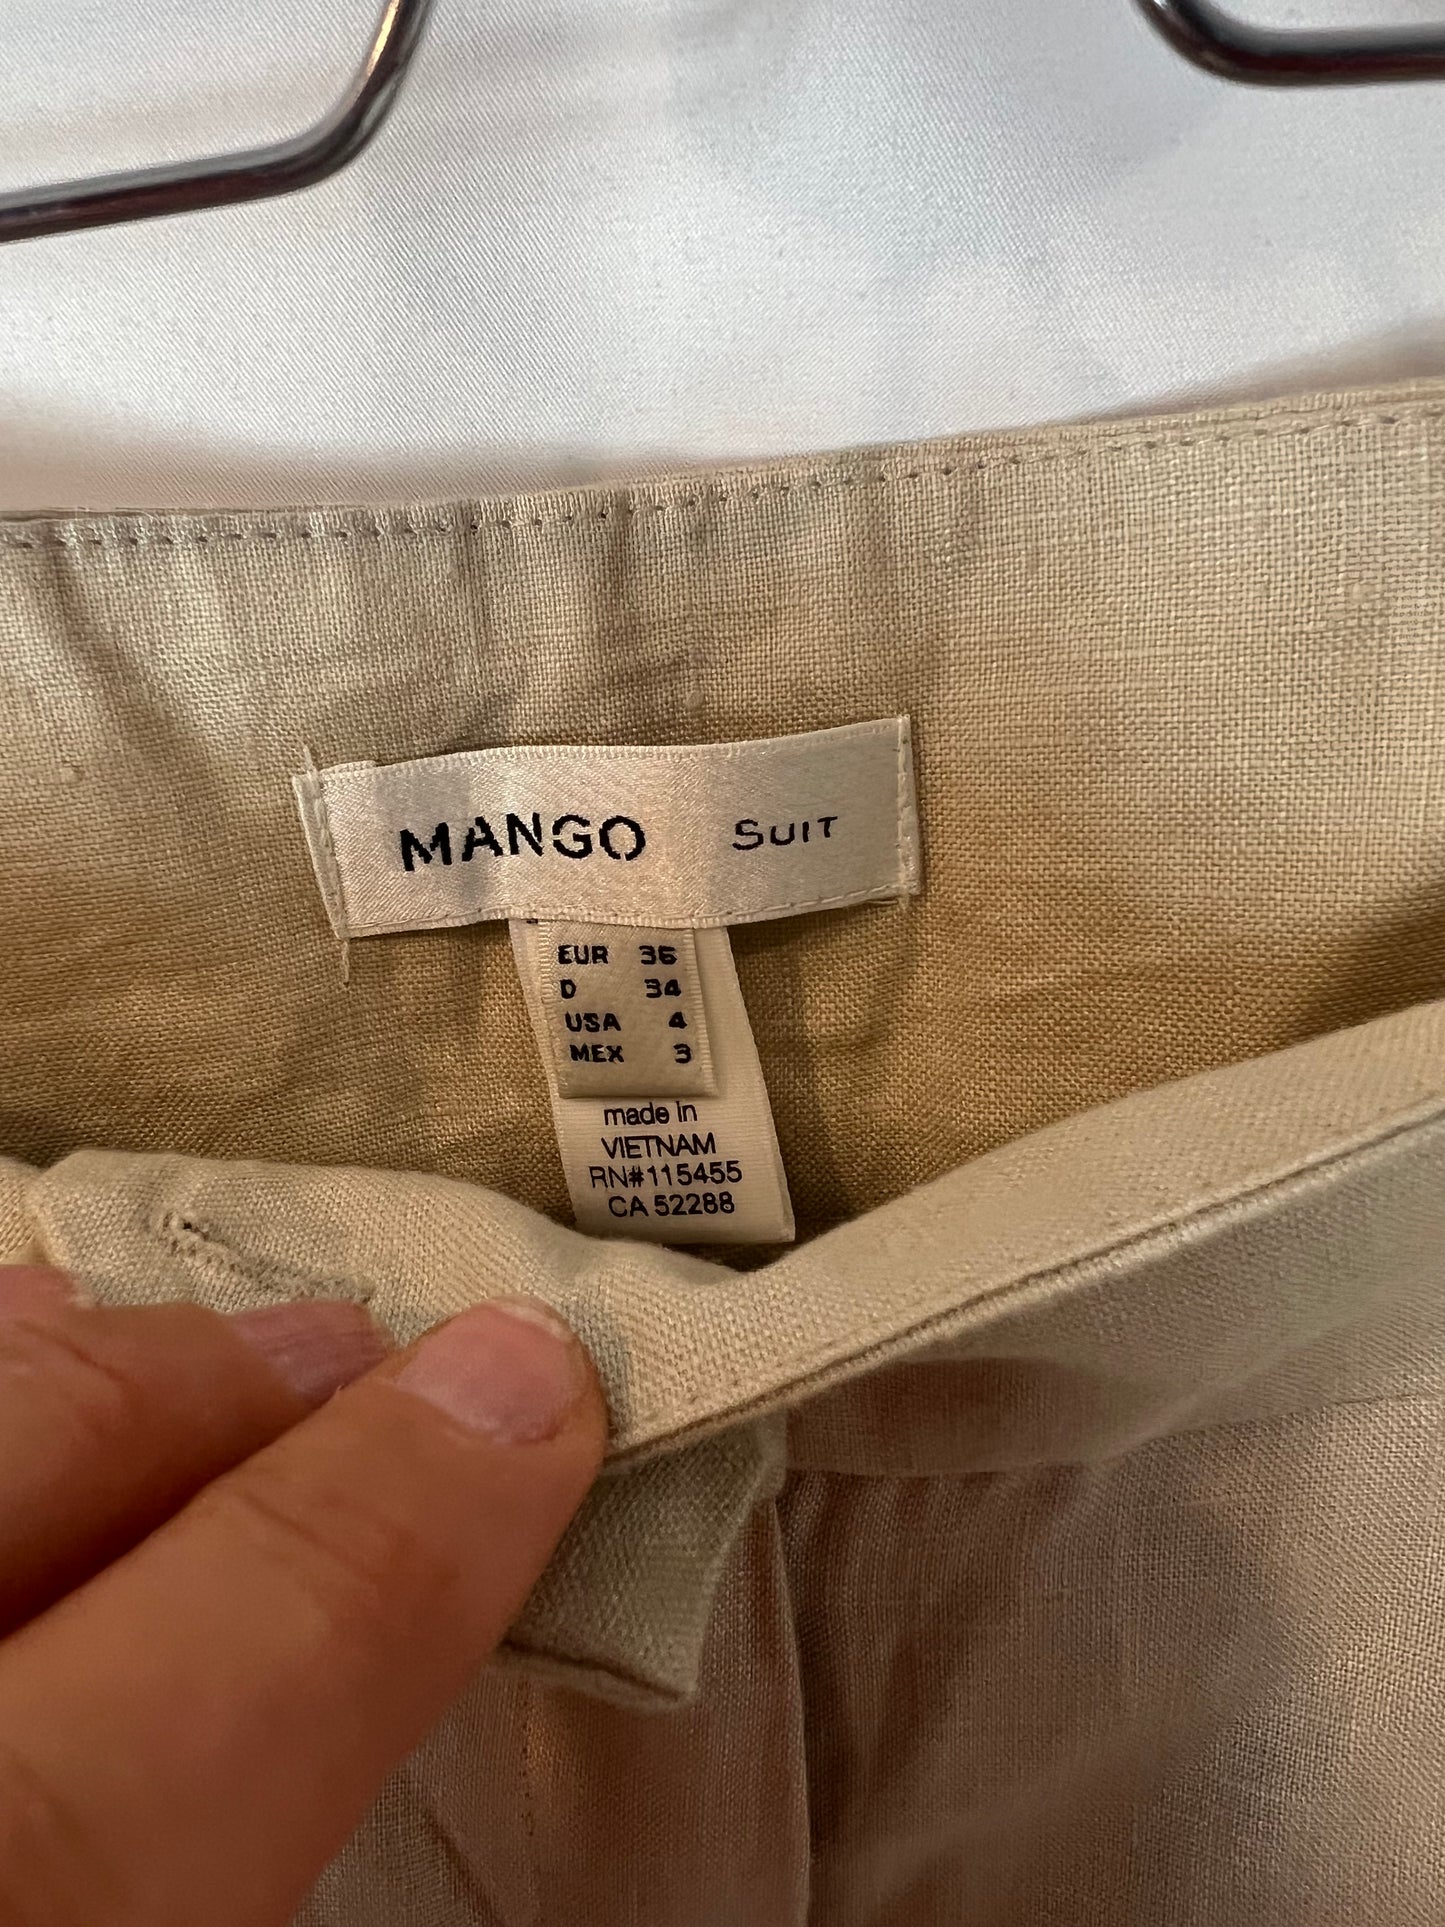 MANGO SUIT
EUR 36
D 34
USA 4
MEX 3
made in
VIETNAM
RN#115455
CA 52288